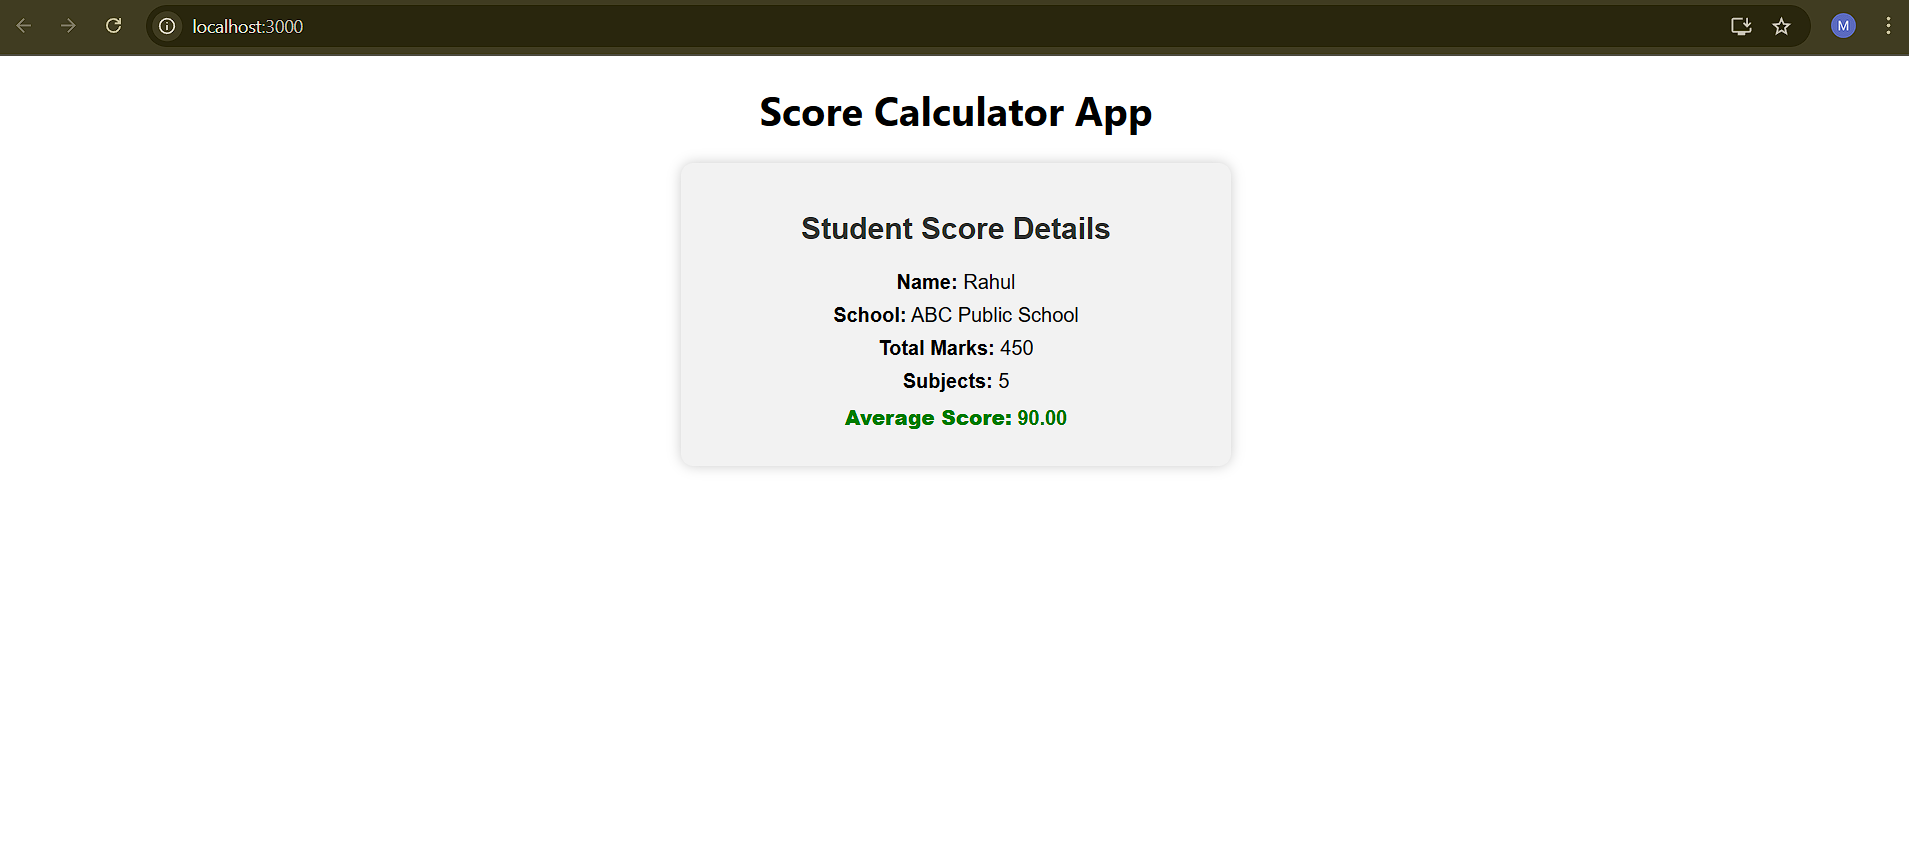 localhost:3000
M
Score Calculator App
Student Score Details
Name: Rahul
School: ABC Public School
Total Marks: 450
Subjects: 5
Average Score: 90.00